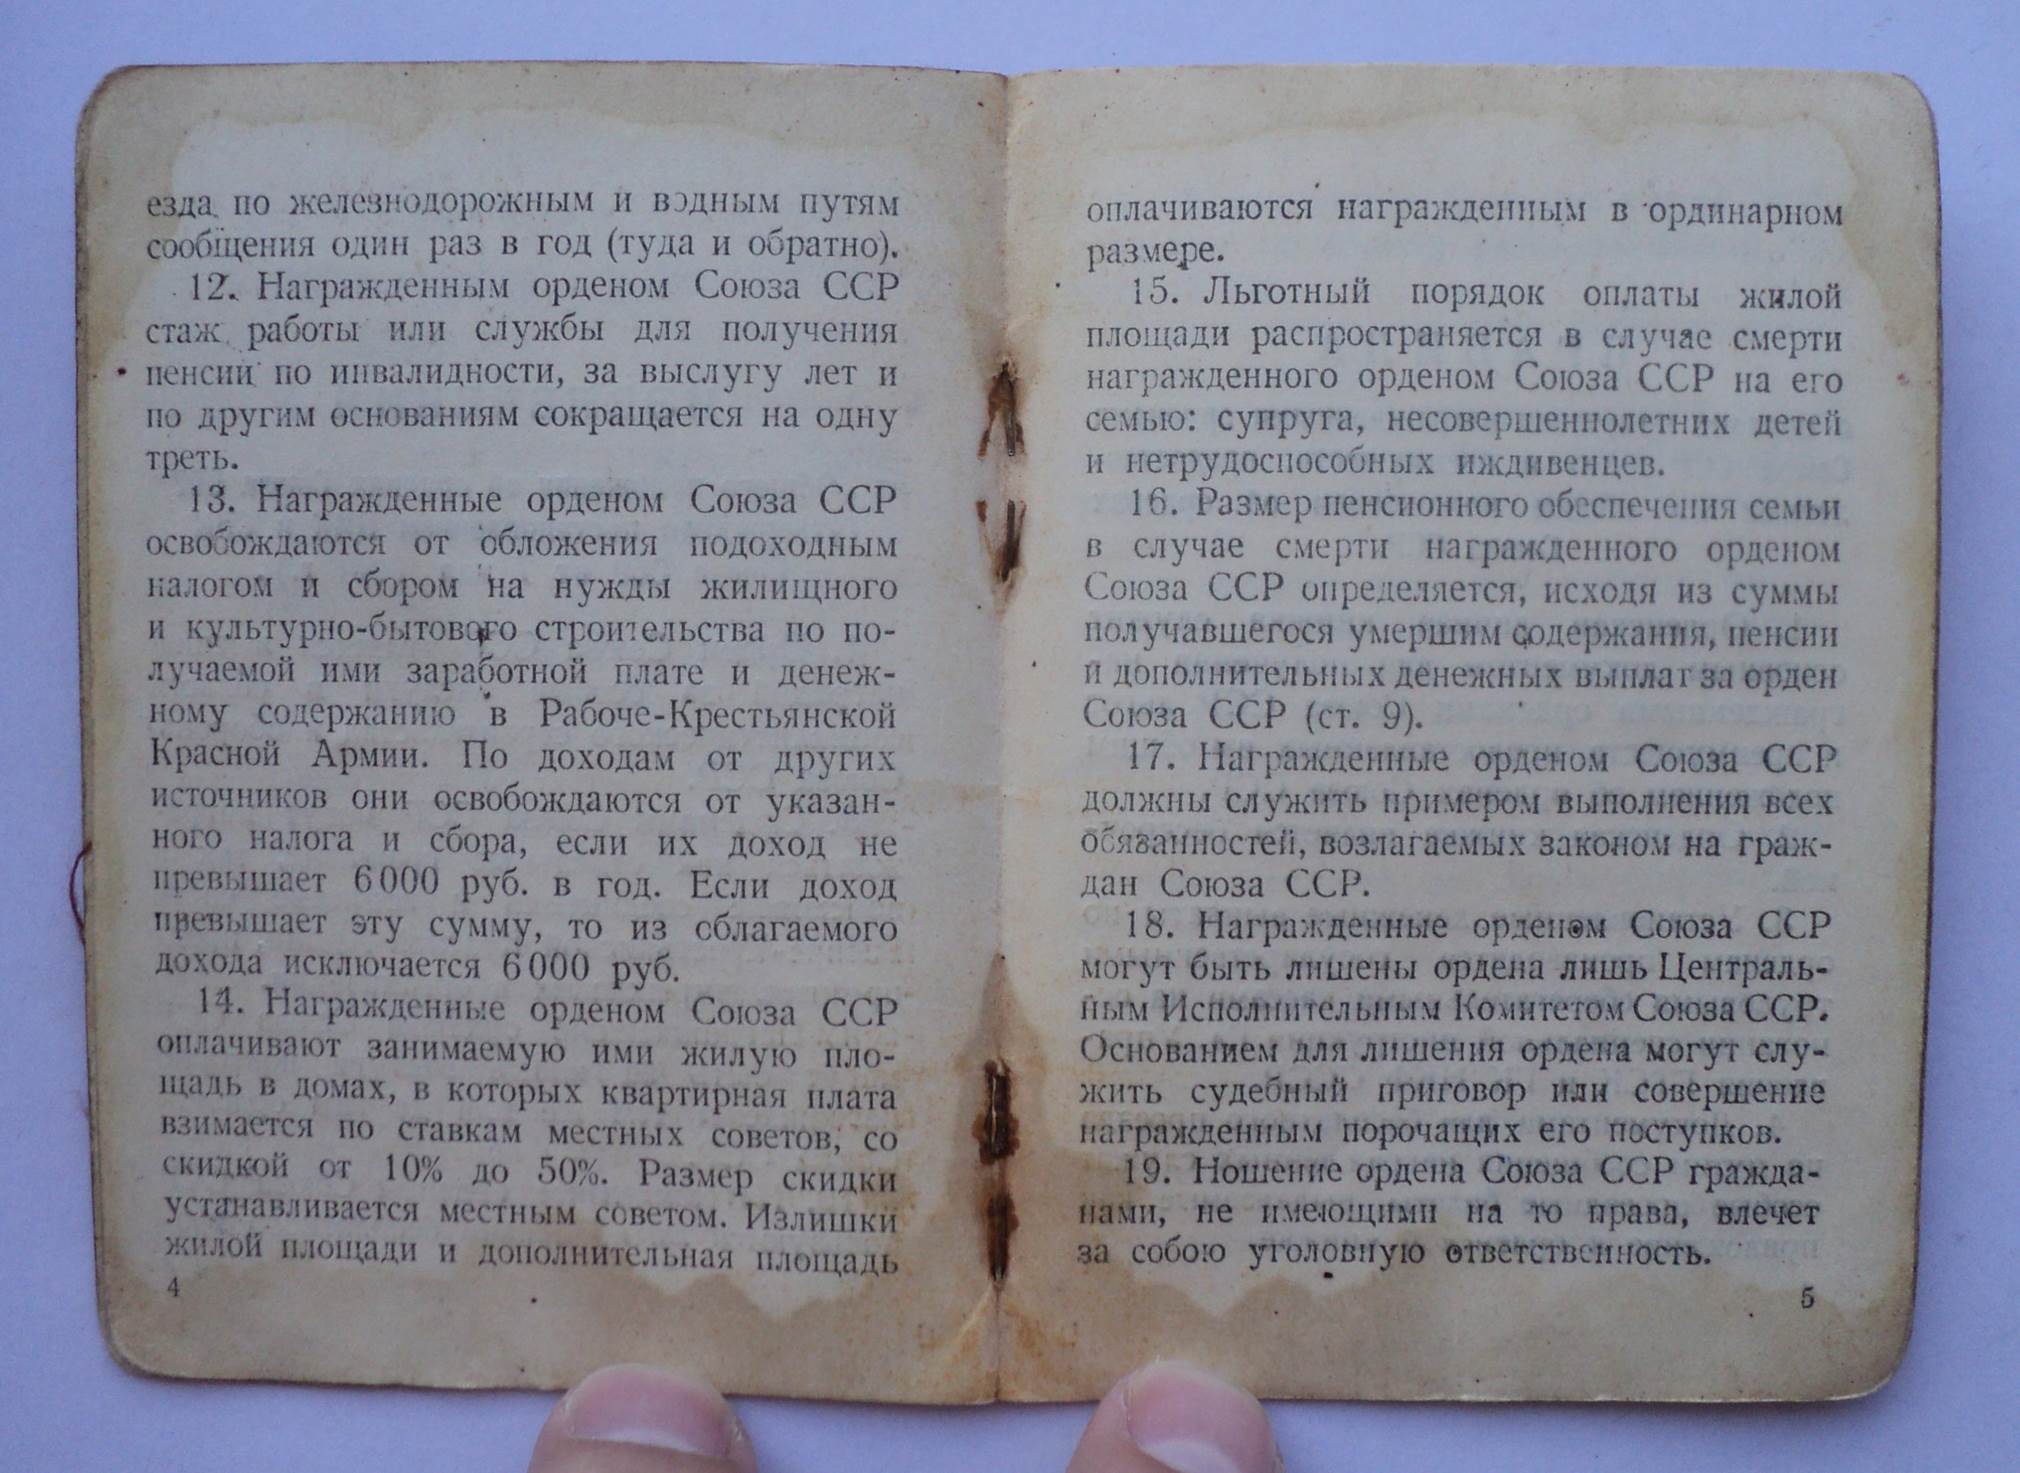 езда по железнодорожным и водным путям
сообщения один раз в год (туда и обратно).
12. Награжденным орденом Союза ССР
стаж работы или службы для получения
пенсий по инвалидности, за выслугу лет и
по другим основаниям сокращается на одну
треть.
13. Награжденные орденом Союза ССР
освобождаются от обложения подоходным
налогом и сбором на нужды жилищного
и культурно-бытового строительства по по-
лучаемой ими заработной плате и денеж-
ному содержанию в Рабоче-Крестьянской
Красной Армии. По доходам от других
источников они освобождаются от указан-
ного налога и сбора, если их доход не
превышает 6000 руб. в год. Если доход
превышает эту сумму, то из облагаемого
дохода исключается 6000 руб.
14. Награжденные орденом Союза ССР
оплачивают занимаемую ими жилую пло-
щадь в домах, в которых квартирная плата
взимается по ставкам местных советов, со
скидкой от 10% до 50%. Размер скидки
устанавливается местным советом. Излишки
жилой площади и дополнительная площадь
4
оплачиваются награжденным в ординарном
размере.
15. Льготный порядок оплаты жилой
площади распространяется в случае смерти
награжденного орденом Союза ССР на его
семью: супруга, несовершеннолетних детей
и нетрудоспособных иждивенцев.
16. Размер пенсионного обеспечения семьи
в случае смерти награжденного орденом
Союза ССР определяется, исходя из суммы
получавшегося умершим содержания, пенсии
и дополнительных денежных выплат за орден
Союза ССР (ст. 9).
17. Награжденные орденом Союза ССР
должны служить примером выполнения всех
обязанностей, возлагаемых законом на граж-
дан Союза ССР.
18. Награжденные орденом Союза ССР
могут быть лишены ордена лишь Централь-
ным Исполнительным Комитетом Союза ССР.
Основанием для лишения ордена могут слу-
жить судебный приговор или совершение
награжденным порочащих его поступков.
19. Ношение ордена Союза ССР гражда-
нами, не имеющими на то права, влечет
за собою уголовную ответственность.
5